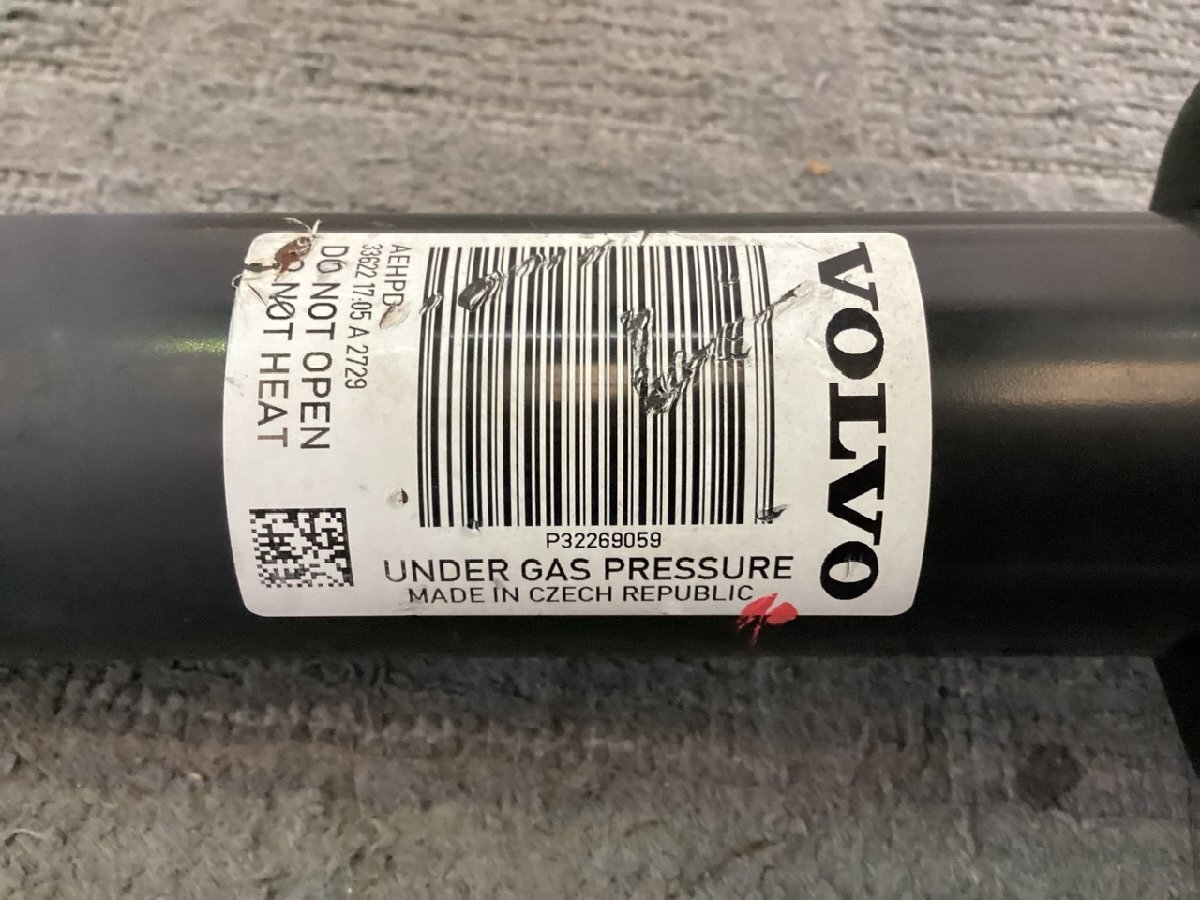 VOLVO
P32269059
UNDER GAS PRESSURE
MADE IN CZECH REPUBLIC
AEHPD
33622 17:05 A 2729
DO NOT OPEN
DO NOT HEAT